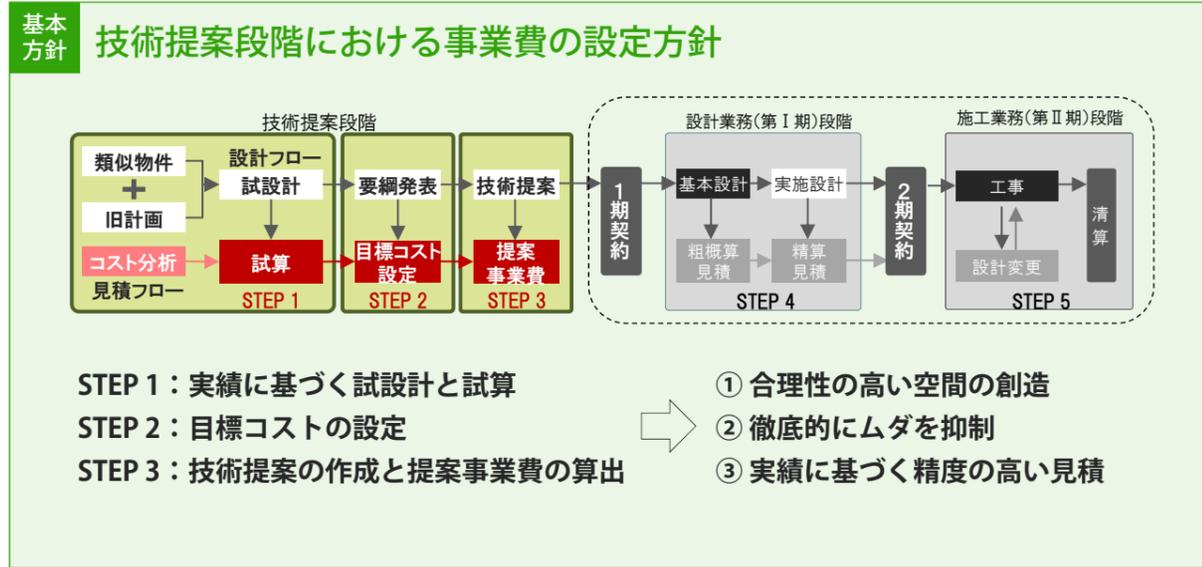 基本
方針
技術提案段階における事業費の設定方針
技術提案段階
設計業務(第Ⅰ期)段階
施工業務(第Ⅱ期)段階
類似物件
+
旧計画
コスト分析
見積フロー
設計フロー
試設計
試算
STEP 1
要綱発表
目標コスト
設定
STEP 2
技術提案
提案
事業費
STEP 3
1期契約
基本設計
粗概算
見積
実施設計
精算
見積
STEP 4
2期契約
工事
設計変更
清算
STEP 5
STEP 1：実績に基づく試設計と試算
STEP 2：目標コストの設定
STEP 3：技術提案の作成と提案事業費の算出
① 合理性の高い空間の創造
② 徹底的にムダを抑制
③ 実績に基づく精度の高い見積